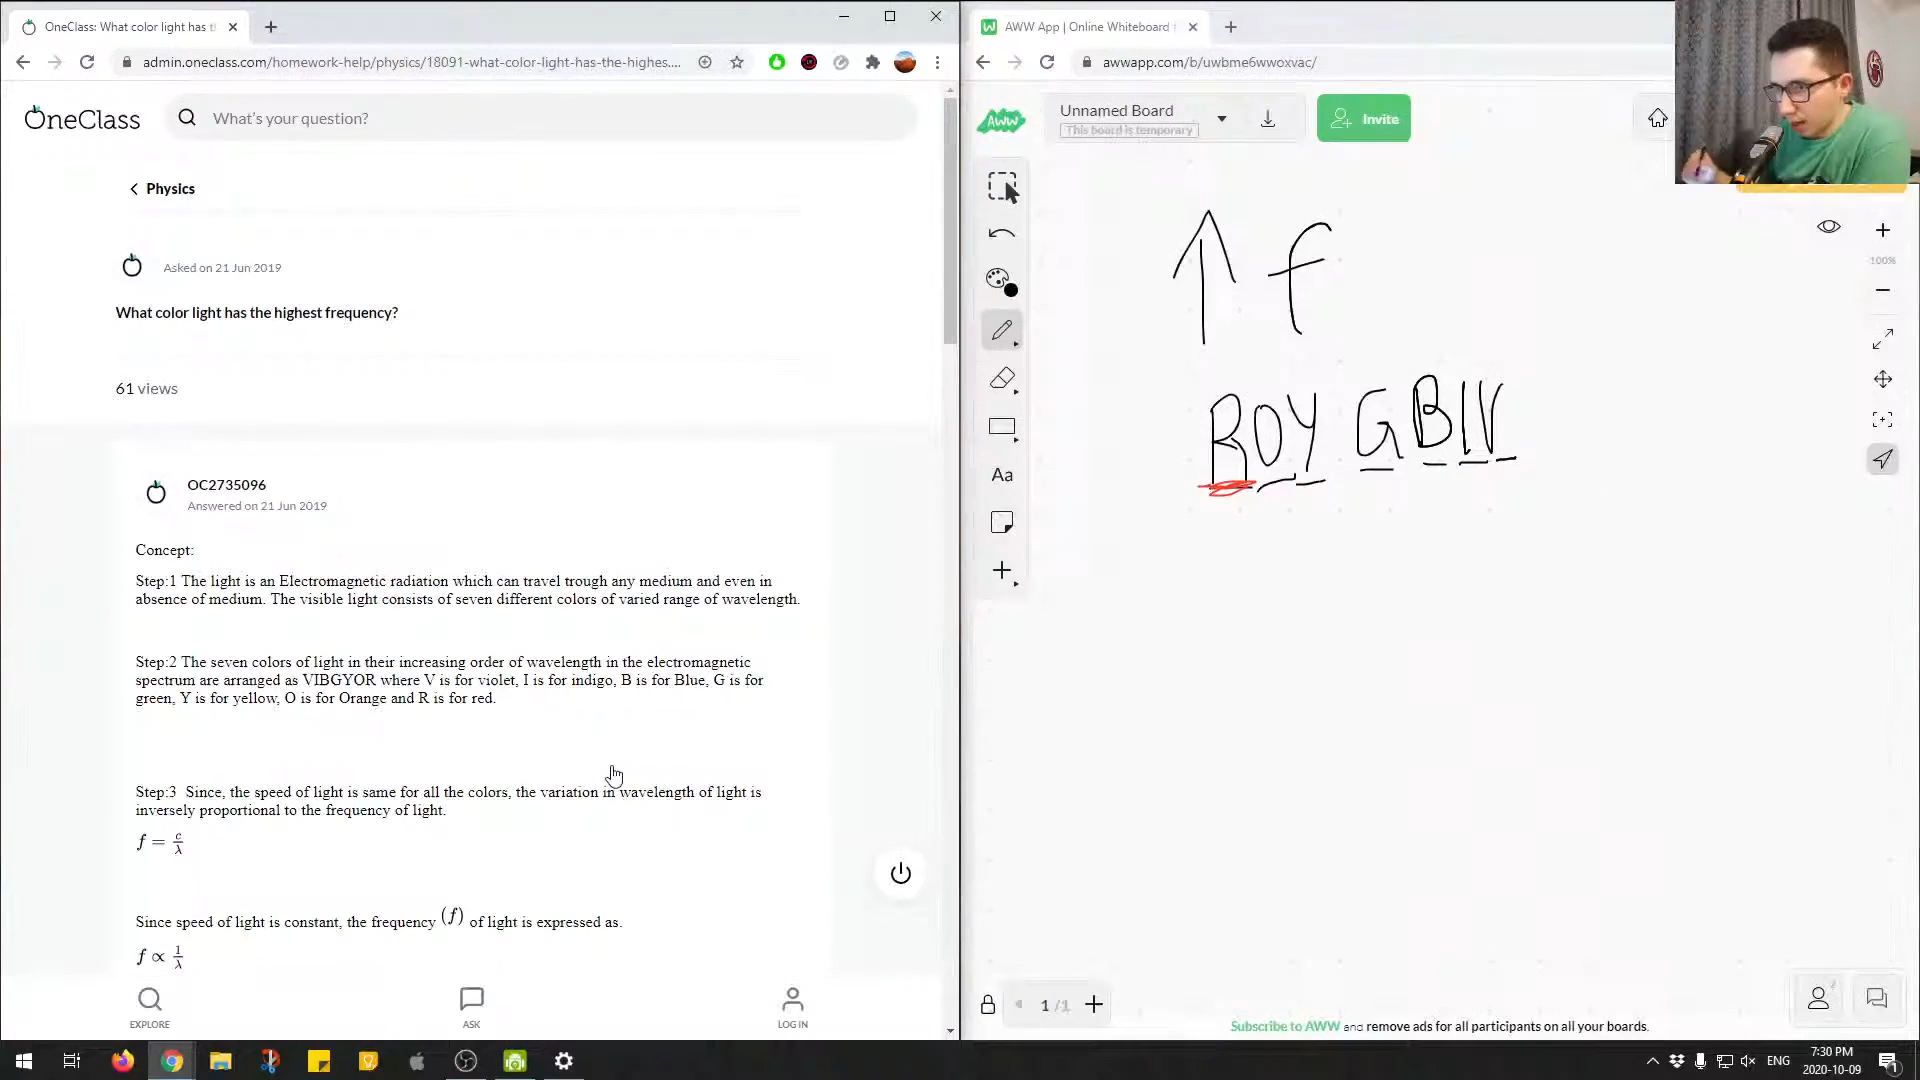 OneClass: What color light has t
admin.oneclass.com/homework-help/physics/18091-what-color-light-has-the-highes....
OneClass
What's your question?
Physics
Asked on 21 Jun 2019
What color light has the highest frequency?
61 views
OC2735096
Answered on 21 Jun 2019
Concept:
Step:1 The light is an Electromagnetic radiation which can travel trough any medium and even in
absence of medium. The visible light consists of seven different colors of varied range of wavelength.
Step:2 The seven colors of light in their increasing order of wavelength in the electromagnetic
spectrum are arranged as VIBGYOR where V is for violet, I is for indigo, B is for Blue, G is for
green, Y is for yellow, O is for Orange and R is for red.
Step:3 Since, the speed of light is same for all the colors, the variation in wavelength of light is
inversely proportional to the frequency of light.
f = c/λ
Since speed of light is constant, the frequency (f) of light is expressed as.
f ∝ 1/λ
EXPLORE
ASK
LOG IN
AWW App | Online Whiteboard
awwapp.com/b/uwbme6wwoxvac/
AWW
Unnamed Board
This board is temporary
Invite
100%
↑ f
ROY GBIV
Aa
1 /1
Subscribe to AWW and remove ads for all participants on all your boards.
ENG
7:30 PM
2020-10-09
1